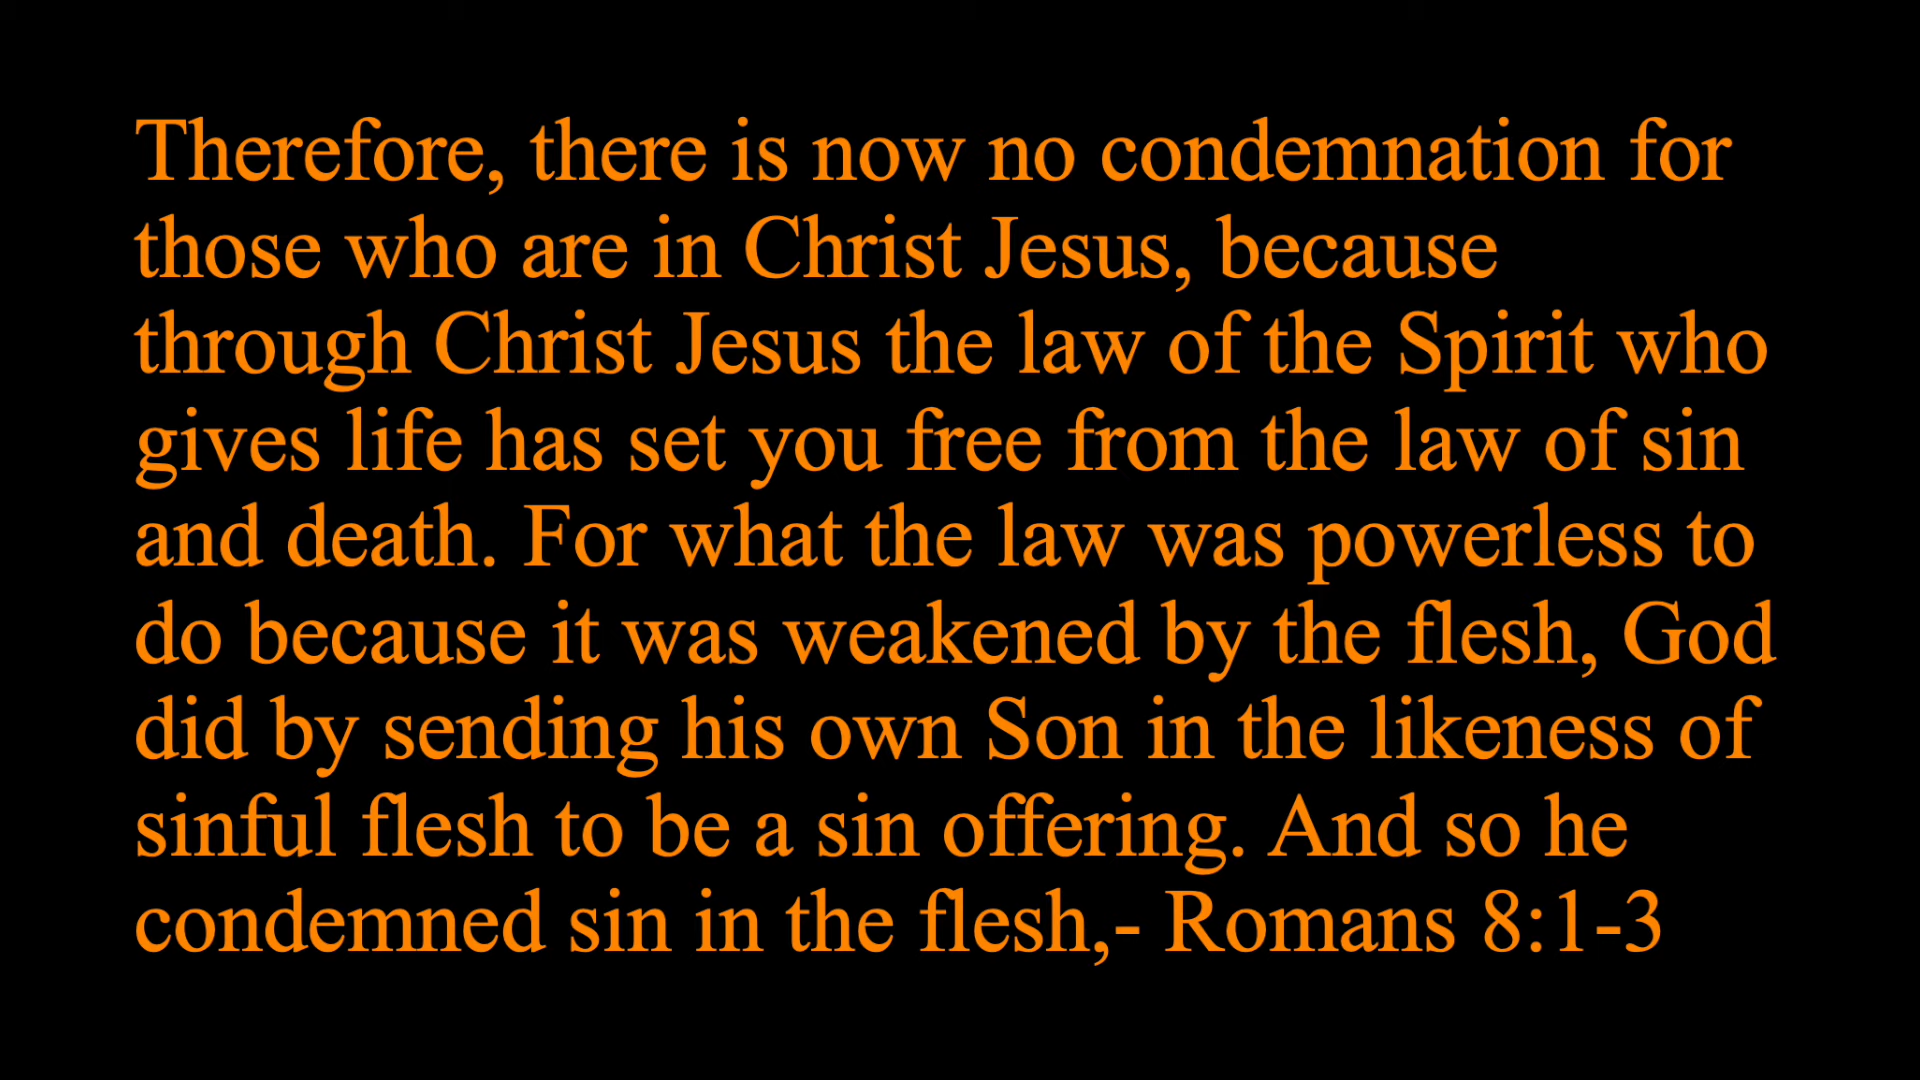 Therefore, there is now no condemnation for
those who are in Christ Jesus, because
through Christ Jesus the law of the Spirit who
gives life has set you free from the law of sin
and death. For what the law was powerless to
do because it was weakened by the flesh, God
did by sending his own Son in the likeness of
sinful flesh to be a sin offering. And so he
condemned sin in the flesh,- Romans 8:1-3